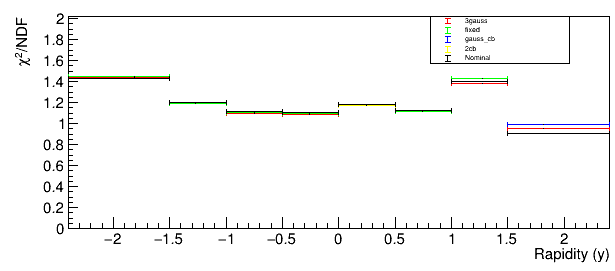 χ²/NDF
2
1.8
1.6
1.4
1.2
1
0.8
0.6
0.4
0.2
0
3gauss
fixed
gauss_cb
2cb
Nominal
−2 −1.5 −1 −0.5 0 0.5 1 1.5 2
Rapidity (y)